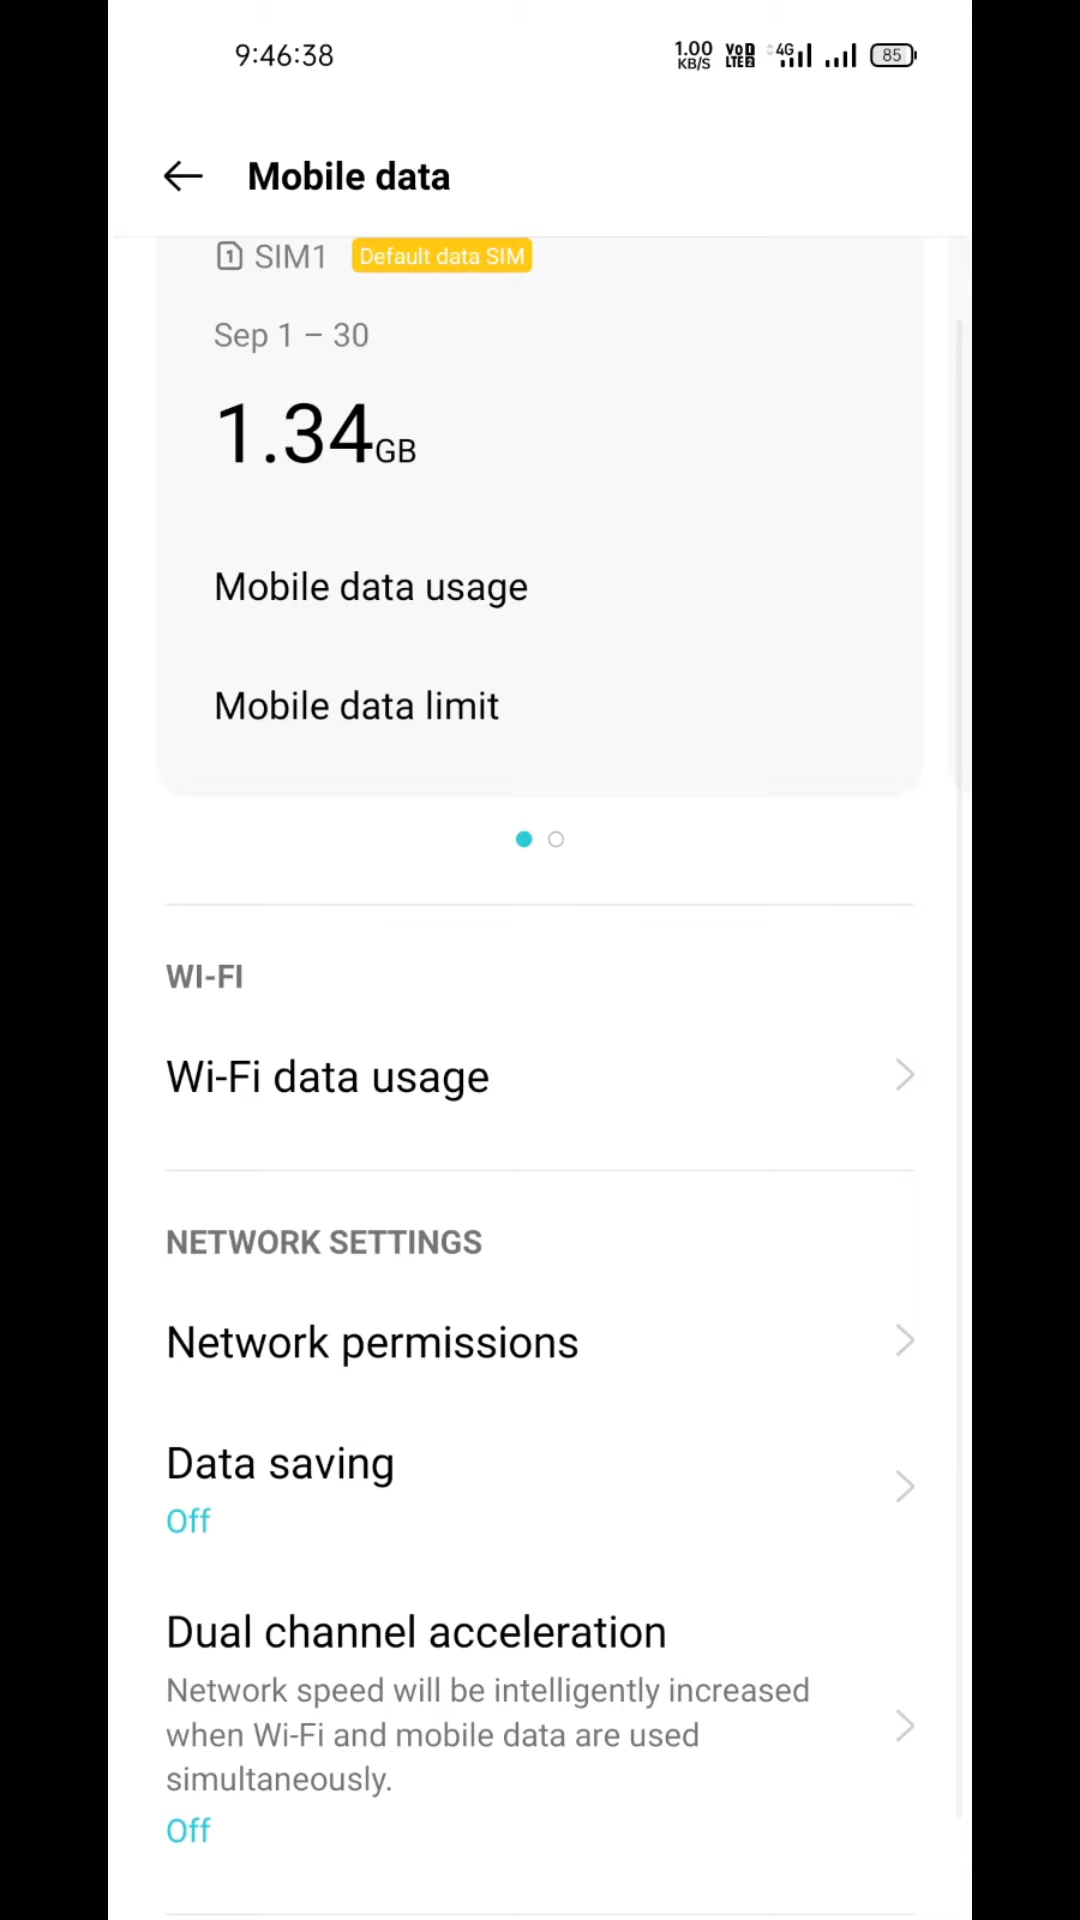 9:46:38
1.00 KB/S VoD LTE2 4G 85
Mobile data
1 SIM1 Default data SIM
Sep 1 – 30
1.34GB
Mobile data usage
Mobile data limit
WI-FI
Wi-Fi data usage
NETWORK SETTINGS
Network permissions
Data saving
Off
Dual channel acceleration
Network speed will be intelligently increased
when Wi-Fi and mobile data are used
simultaneously.
Off